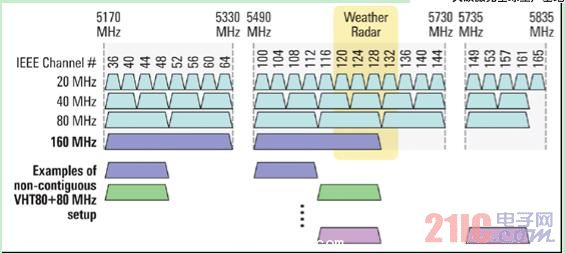 5170 MHz
5330 MHz
5490 MHz
Weather Radar
5730 MHz
5735 MHz
5835 MHz
IEEE Channel # 36 40 44 48 52 56 60 64 100 104 108 112 116 120 124 128 132 136 140 144 149 153 157 161 165
20 MHz
40 MHz
80 MHz
160 MHz
Examples of
non-contiguous
VHT80+80 MHz
setup
21IC电子网
.com